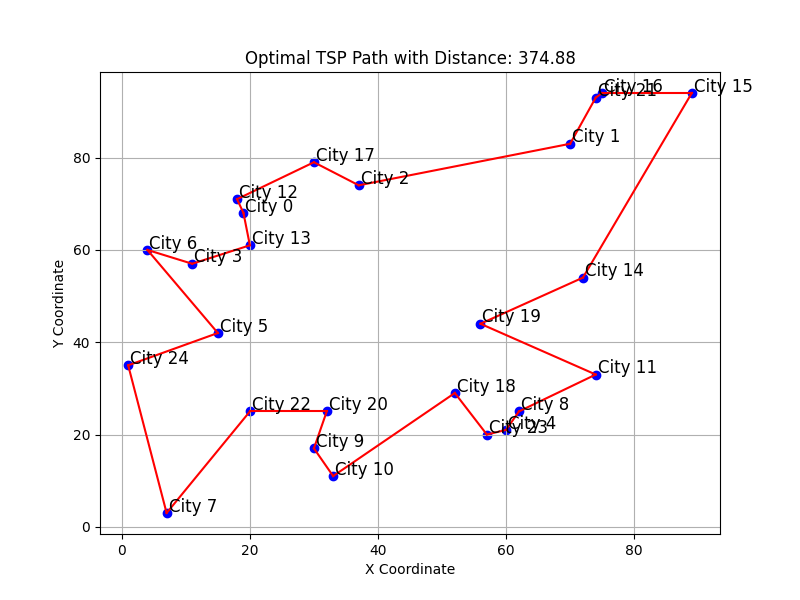 Optimal TSP Path with Distance: 374.88
City 16
City 21
City 15
City 1
City 17
City 2
City 12
City 0
City 13
City 6
City 3
City 14
City 5
City 19
City 24
City 11
City 18
City 22
City 20
City 8
City 4
City 23
City 9
City 10
City 7
80
60
40
20
0
0
20
40
60
80
Y Coordinate
X Coordinate